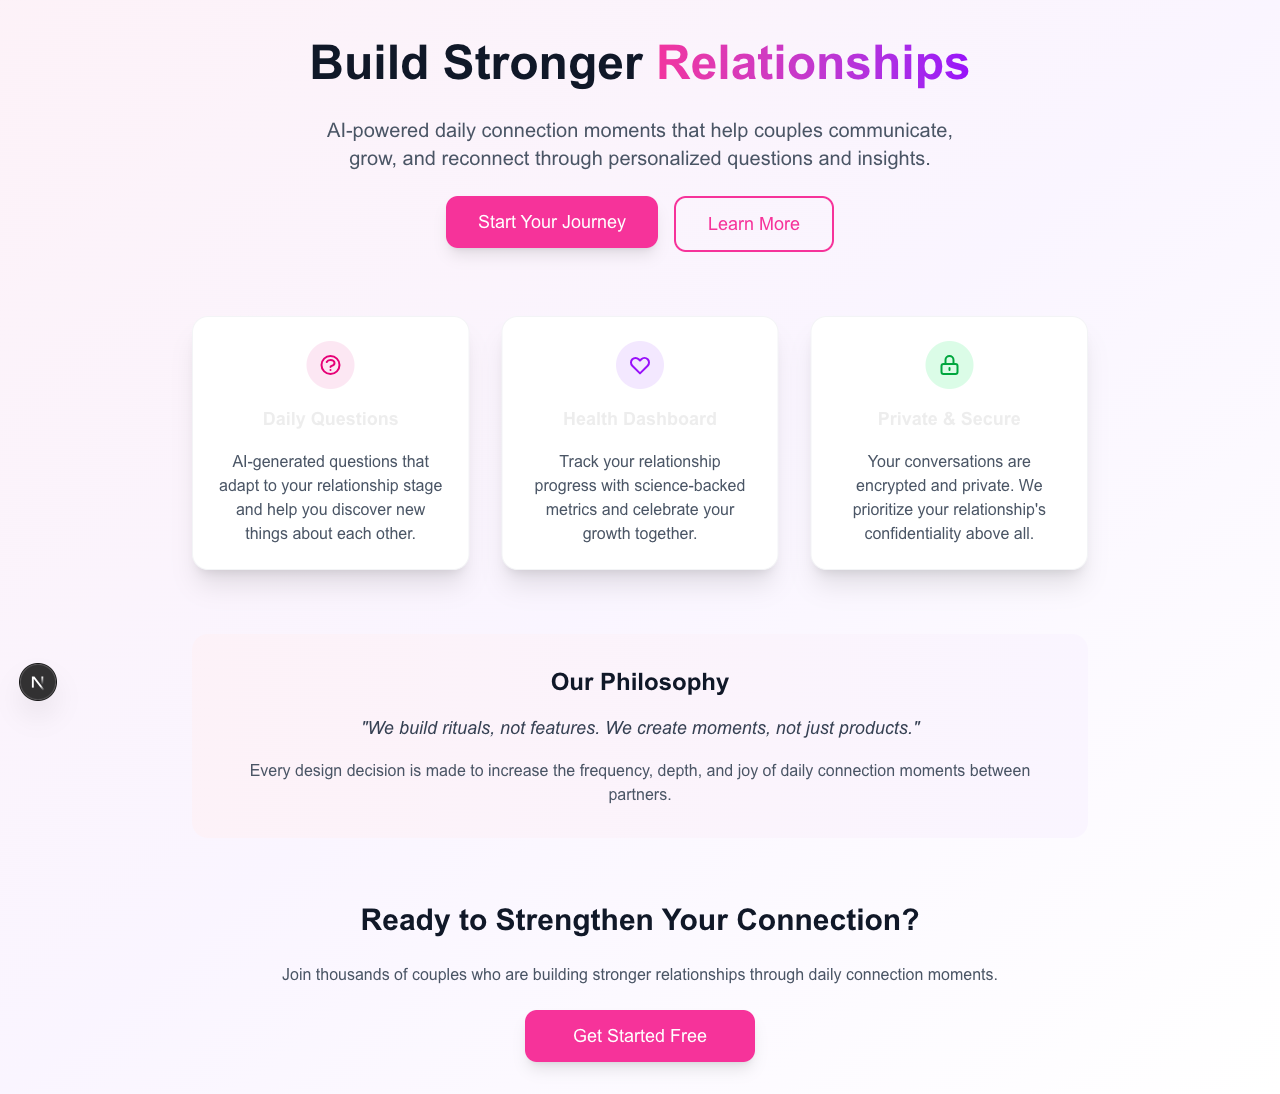 Build Stronger Relationships
AI-powered daily connection moments that help couples communicate,
grow, and reconnect through personalized questions and insights.
Start Your Journey
Learn More
Daily Questions
AI-generated questions that
adapt to your relationship stage
and help you discover new
things about each other.
Health Dashboard
Track your relationship
progress with science-backed
metrics and celebrate your
growth together.
Private & Secure
Your conversations are
encrypted and private. We
prioritize your relationship's
confidentiality above all.
N
Our Philosophy
"We build rituals, not features. We create moments, not just products."
Every design decision is made to increase the frequency, depth, and joy of daily connection moments between
partners.
Ready to Strengthen Your Connection?
Join thousands of couples who are building stronger relationships through daily connection moments.
Get Started Free